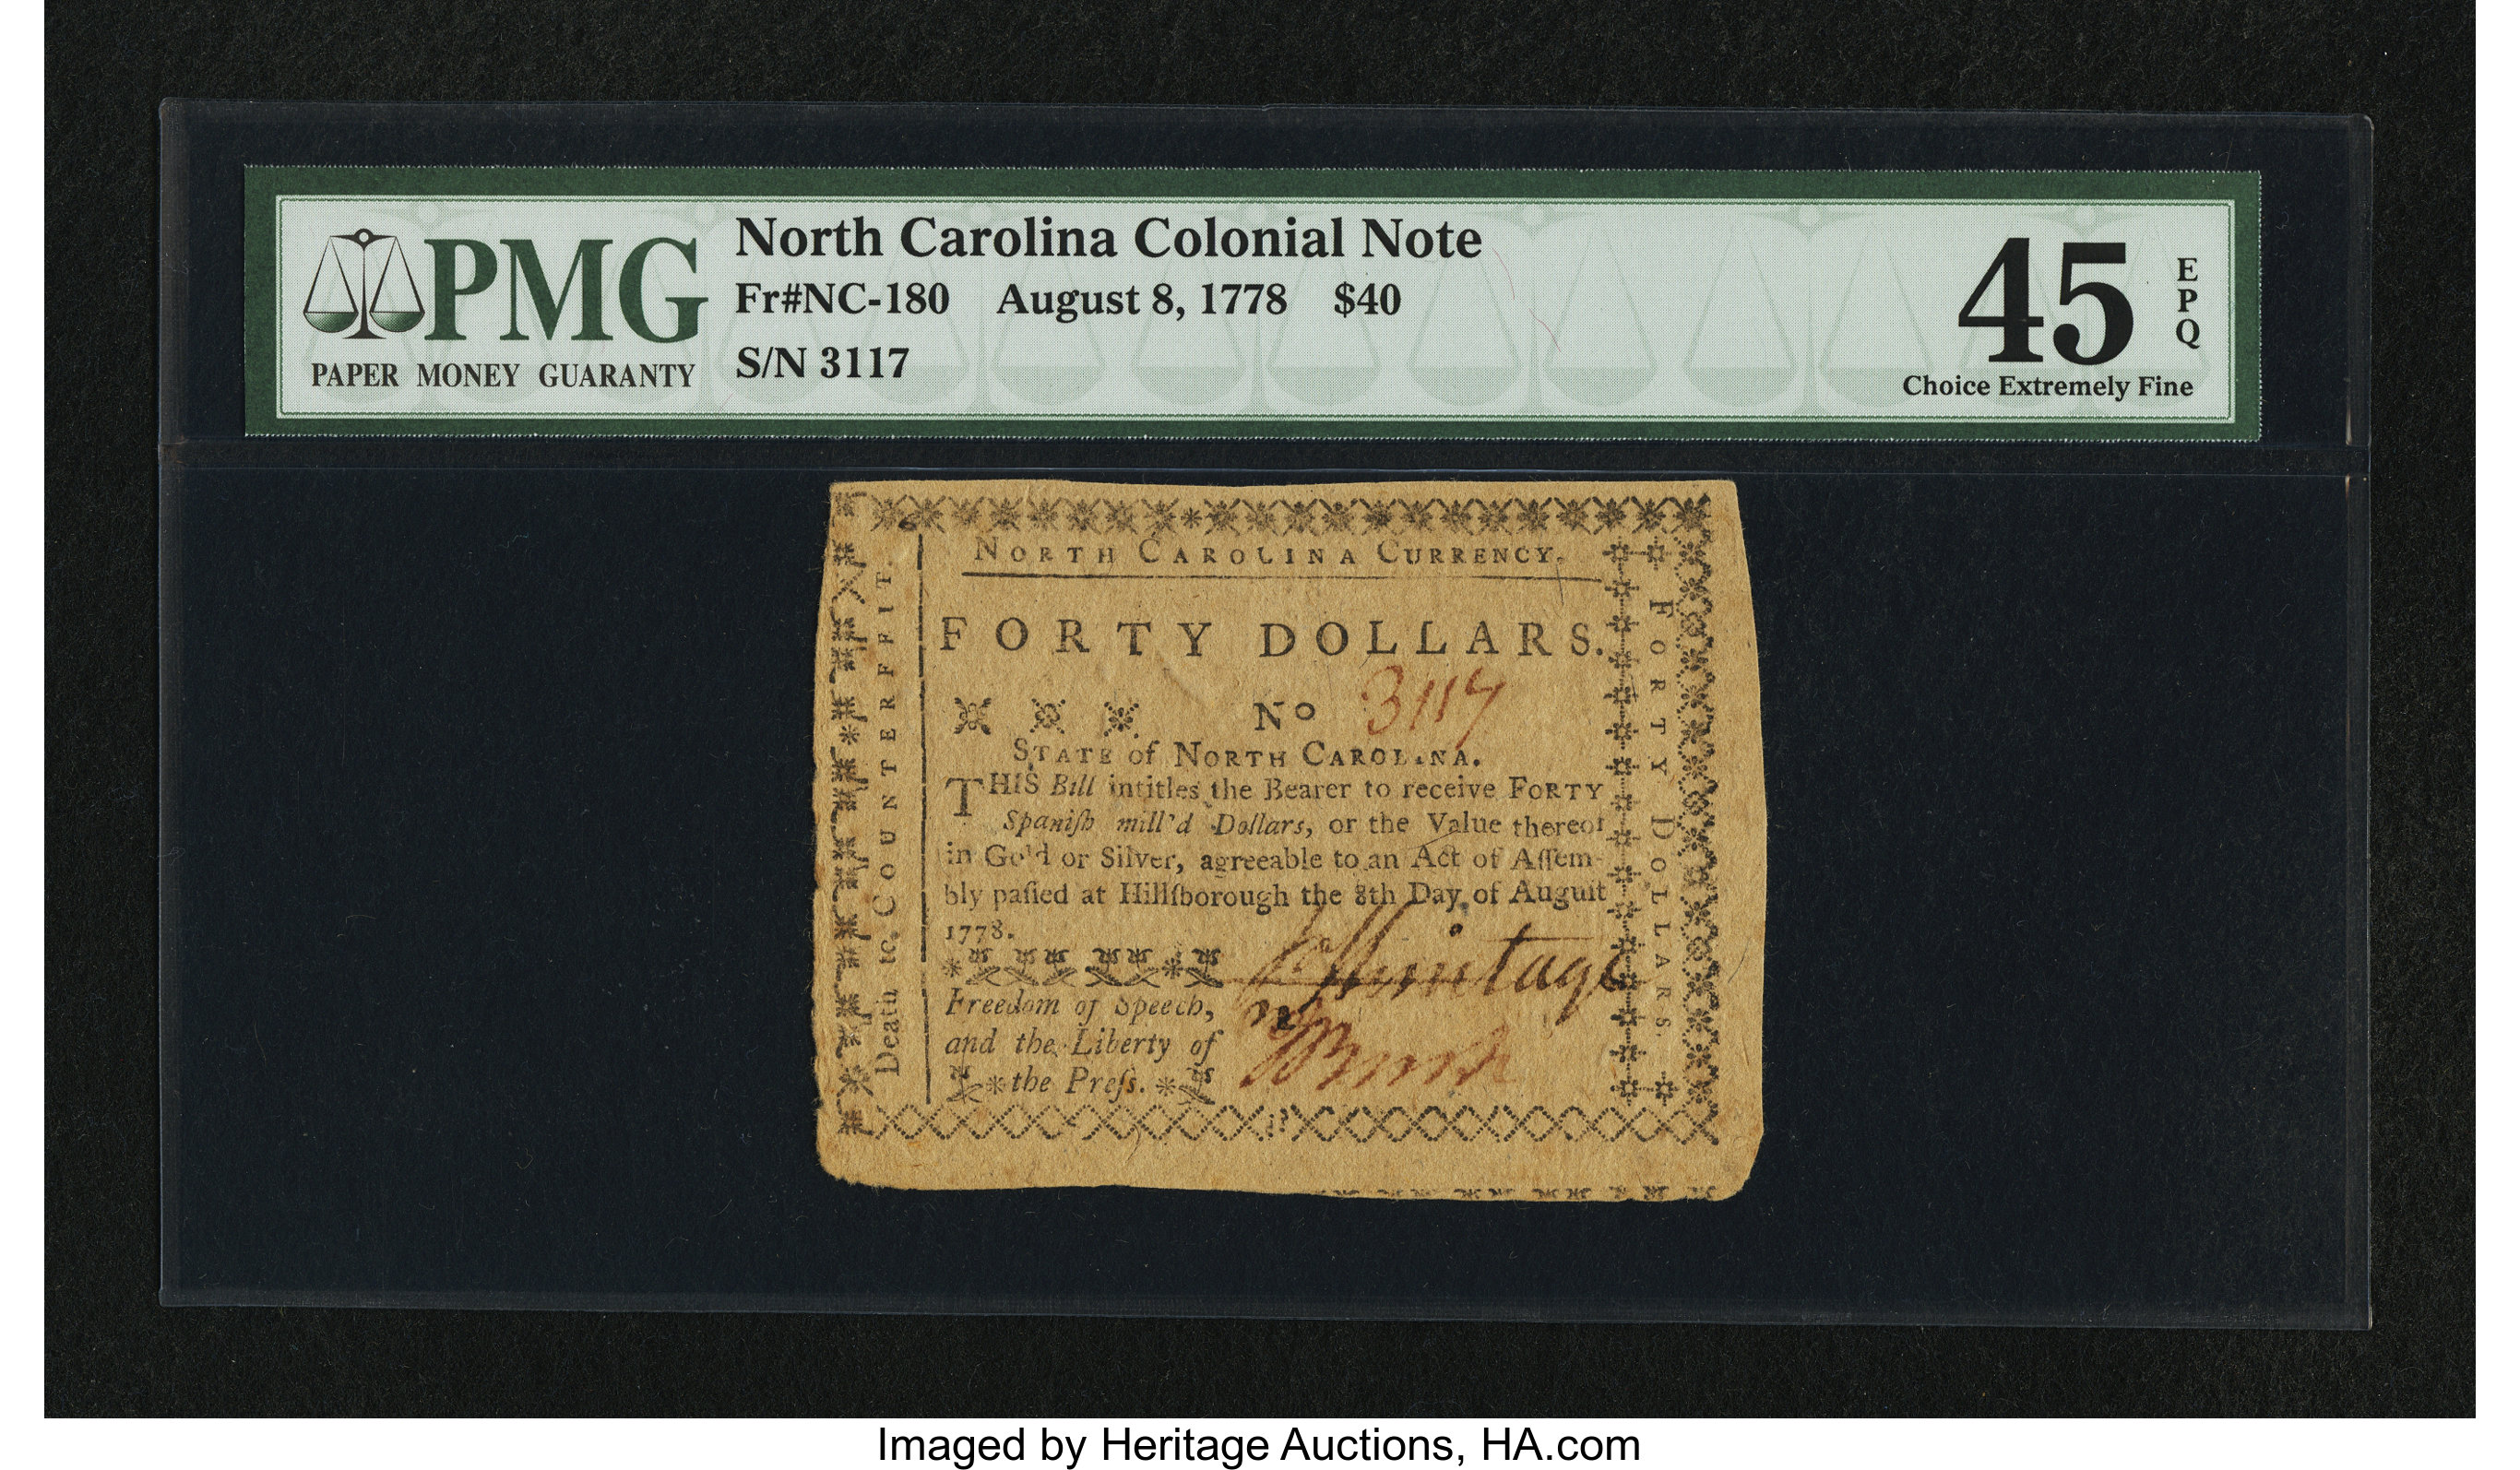 PMG
PAPER MONEY GUARANTY
North Carolina Colonial Note
Fr#NC-180 August 8, 1778 $40
S/N 3117
45
EPQ
Choice Extremely Fine
NORTH CAROLINA CURRENCY.
FORTY DOLLARS.
No 3117
STATE of NORTH CAROLINA.
THIS Bill intitles the Bearer to receive FORTY
Spaniſh mill'd Dollars, or the Value thereof
in Gold or Silver, agreeable to an Act of Aſſem-
bly paſſed at Hillſborough the 8th Day of Auguſt
1778.
Freedom of Speech,
and the Liberty of
the Preſs.
Death to COUNTERFEIT.
FORTY DOLLARS.
Imaged by Heritage Auctions, HA.com